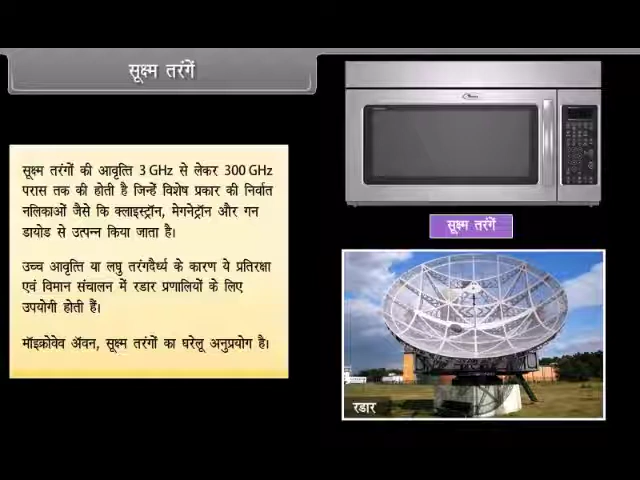 सूक्ष्म तरंगें
सूक्ष्म तरंगों की आवृत्ति 3 GHz से लेकर 300 GHz
परास तक की होती है जिन्हें विशेष प्रकार की निर्वात
नलिकाओं जैसे कि क्लाइस्ट्रॉन, मेगनेट्रॉन और गन
डायोड से उत्पन्न किया जाता है।
उच्च आवृत्ति या लघु तरंगदैर्ध्य के कारण ये प्रतिरक्षा
एवं विमान संचालन में रडार प्रणालियों के लिए
उपयोगी होती हैं।
मॉइक्रोवेव ऑवन, सूक्ष्म तरंगों का घरेलू अनुप्रयोग है।
सूक्ष्म तरंगें
रडार